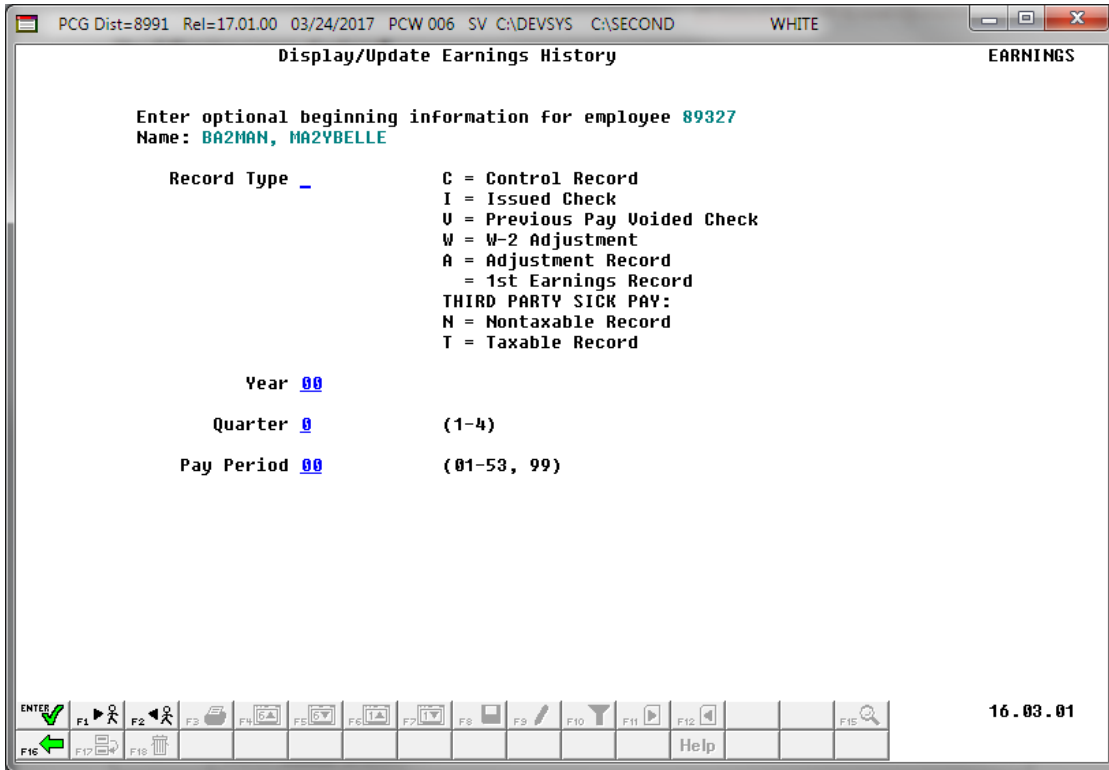 PCG Dist=8991 Rel=17.01.00 03/24/2017 PCW 006 SV C:\DEVSYS C:\SECOND WHITE
Display/Update Earnings History EARNINGS
Enter optional beginning information for employee 89327
Name: BA2MAN, MA2YBELLE
Record Type _ C = Control Record
I = Issued Check
V = Previous Pay Voided Check
W = W-2 Adjustment
A = Adjustment Record
= 1st Earnings Record
THIRD PARTY SICK PAY:
N = Nontaxable Record
T = Taxable Record
Year 00
Quarter 0 (1-4)
Pay Period 00 (01-53, 99)
ENTER F1 F2 F3 F4 6 F5 6 F6 1 F7 1 F8 F9 F10 F11 F12 F15 16.03.01
F16 F17 F18 Help